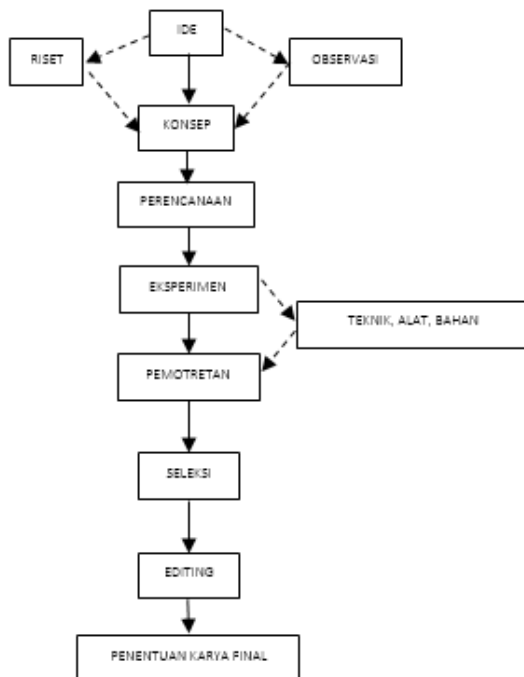 IDE
RISET
OBSERVASI
KONSEP
PERENCANAAN
EKSPERIMEN
TEKNIK, ALAT, BAHAN
PEMOTRETAN
SELEKSI
EDITING
PENENTUAN KARYA FINAL